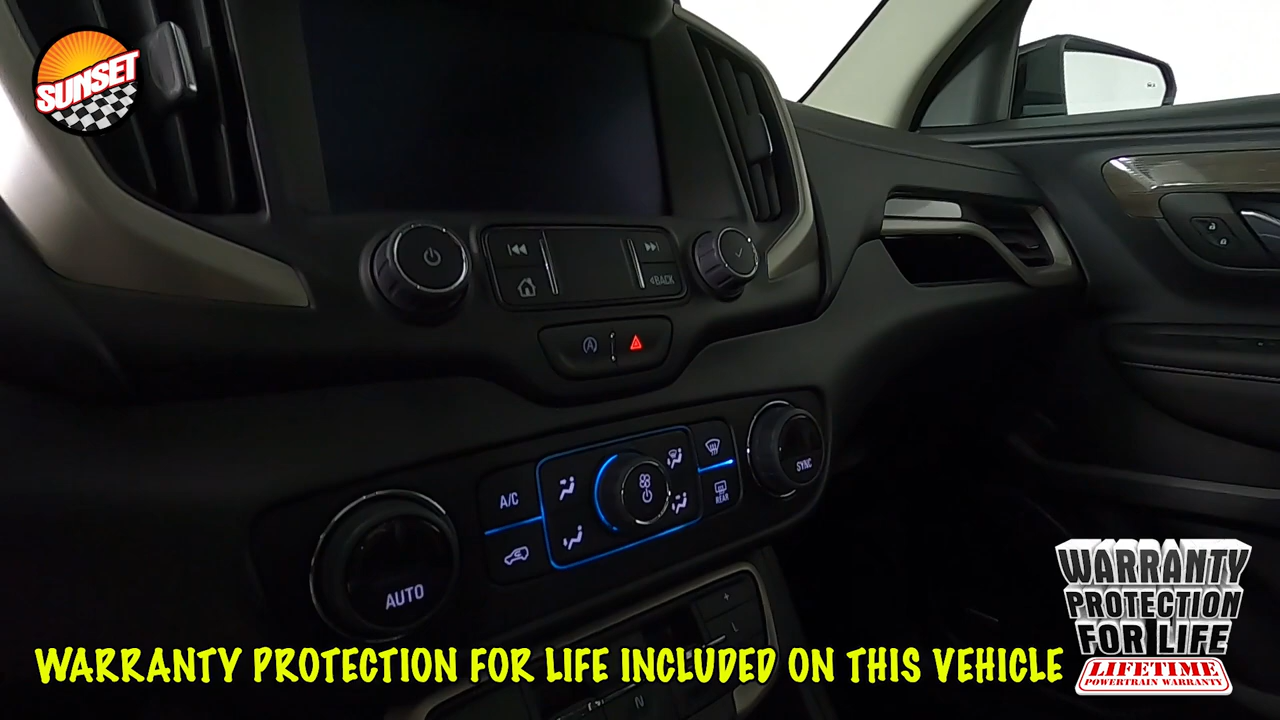 SUNSET
BACK
A
A/C
REAR
SYNC
AUTO
+
L
N
WARRANTY PROTECTION FOR LIFE INCLUDED ON THIS VEHICLE
WARRANTY
PROTECTION
FOR LIFE
LIFETIME
POWERTRAIN WARRANTY